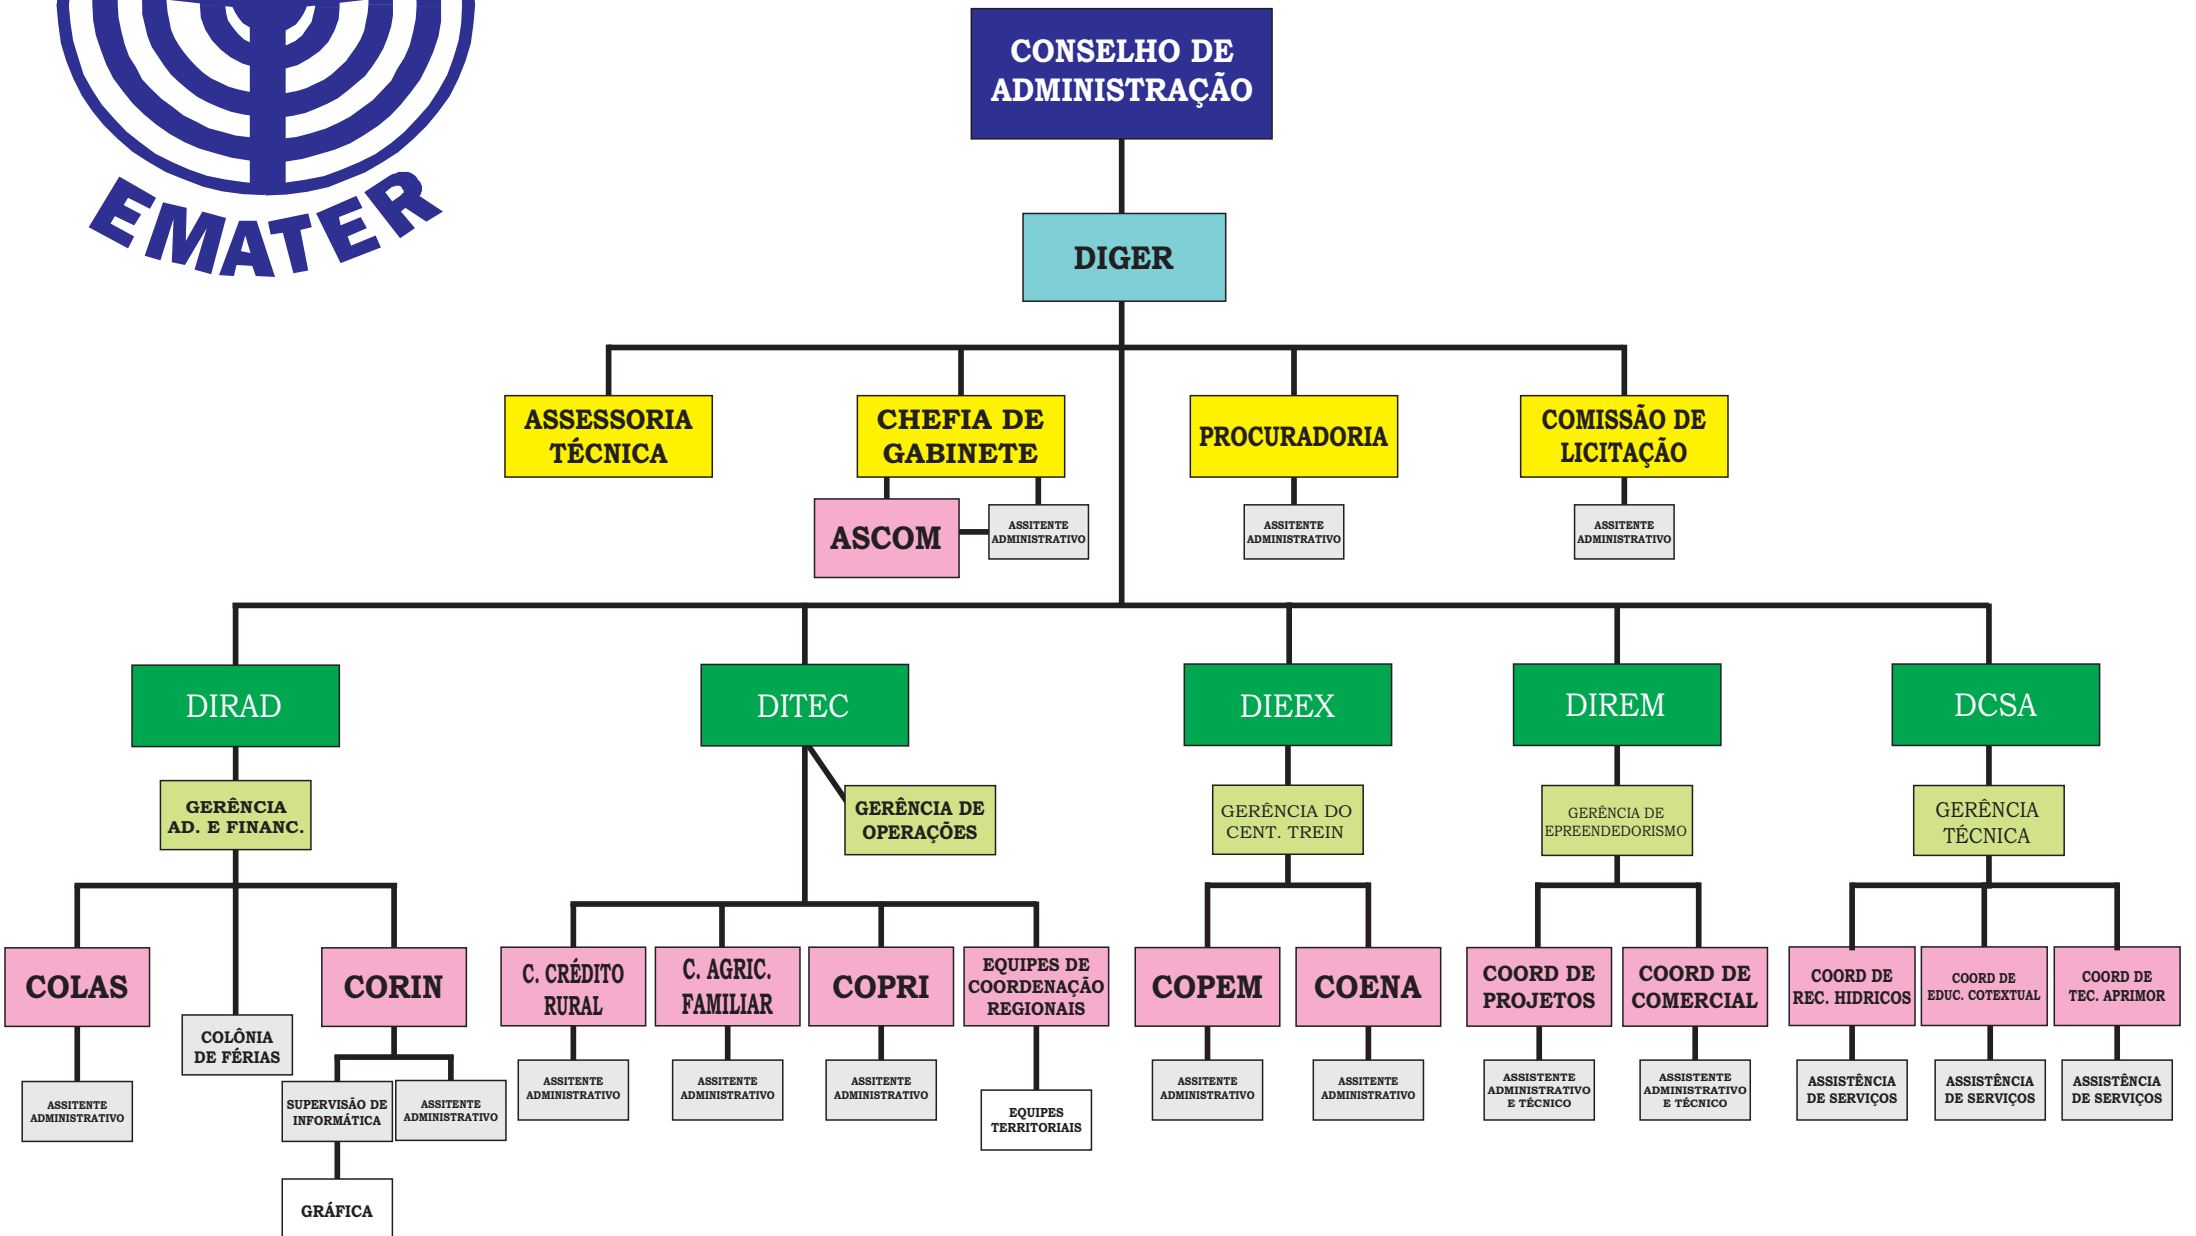 EMATER
CONSELHO DE
ADMINISTRAÇÃO
DIGER
ASSESSORIA
TÉCNICA
CHEFIA DE
GABINETE
PROCURADORIA
COMISSÃO DE
LICITAÇÃO
ASCOM
ASSITENTE
ADMINISTRATIVO
ASSITENTE
ADMINISTRATIVO
ASSITENTE
ADMINISTRATIVO
DIRAD
DITEC
DIEEX
DIREM
DCSA
GERÊNCIA
AD. E FINANC.
GERÊNCIA DE
OPERAÇÕES
GERÊNCIA DO
CENT. TREIN
GERÊNCIA DE
EPREENDEDORISMO
GERÊNCIA
TÉCNICA
COLAS
COLÔNIA
DE FÉRIAS
CORIN
C. CRÉDITO
RURAL
C. AGRIC.
FAMILIAR
COPRI
EQUIPES DE
COORDENAÇÃO
REGIONAIS
COPEM
COENA
COORD DE
PROJETOS
COORD DE
COMERCIAL
COORD DE
REC. HIDRICOS
COORD DE
EDUC. COTEXTUAL
COORD DE
TEC. APRIMOR
ASSITENTE
ADMINISTRATIVO
SUPERVISÃO DE
INFORMÁTICA
ASSITENTE
ADMINISTRATIVO
ASSITENTE
ADMINISTRATIVO
ASSITENTE
ADMINISTRATIVO
ASSITENTE
ADMINISTRATIVO
EQUIPES
TERRITORIAIS
ASSITENTE
ADMINISTRATIVO
ASSITENTE
ADMINISTRATIVO
ASSISTENTE
ADMINISTRATIVO
E TÉCNICO
ASSISTENTE
ADMINISTRATIVO
E TÉCNICO
ASSISTÊNCIA
DE SERVIÇOS
ASSISTÊNCIA
DE SERVIÇOS
ASSISTÊNCIA
DE SERVIÇOS
GRÁFICA